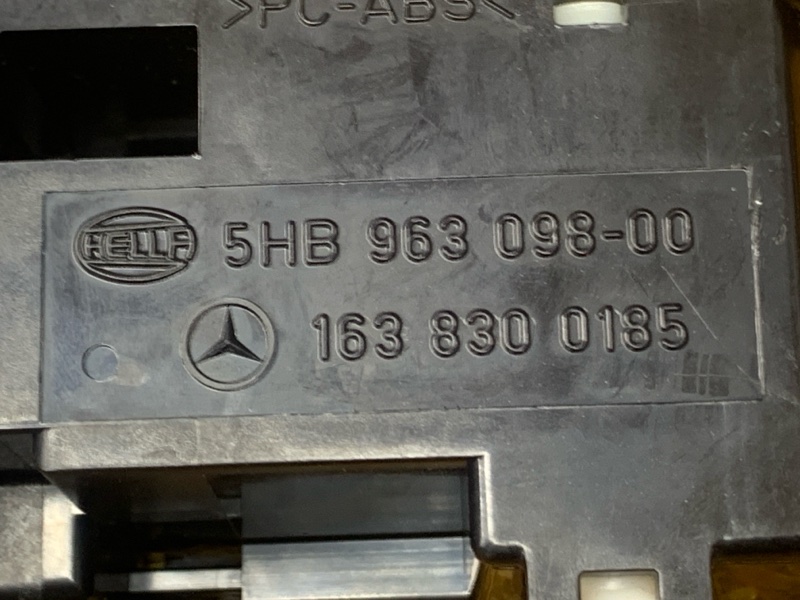 >PC-ABS<
HELLA 5HB 963 098-00
163 830 0185